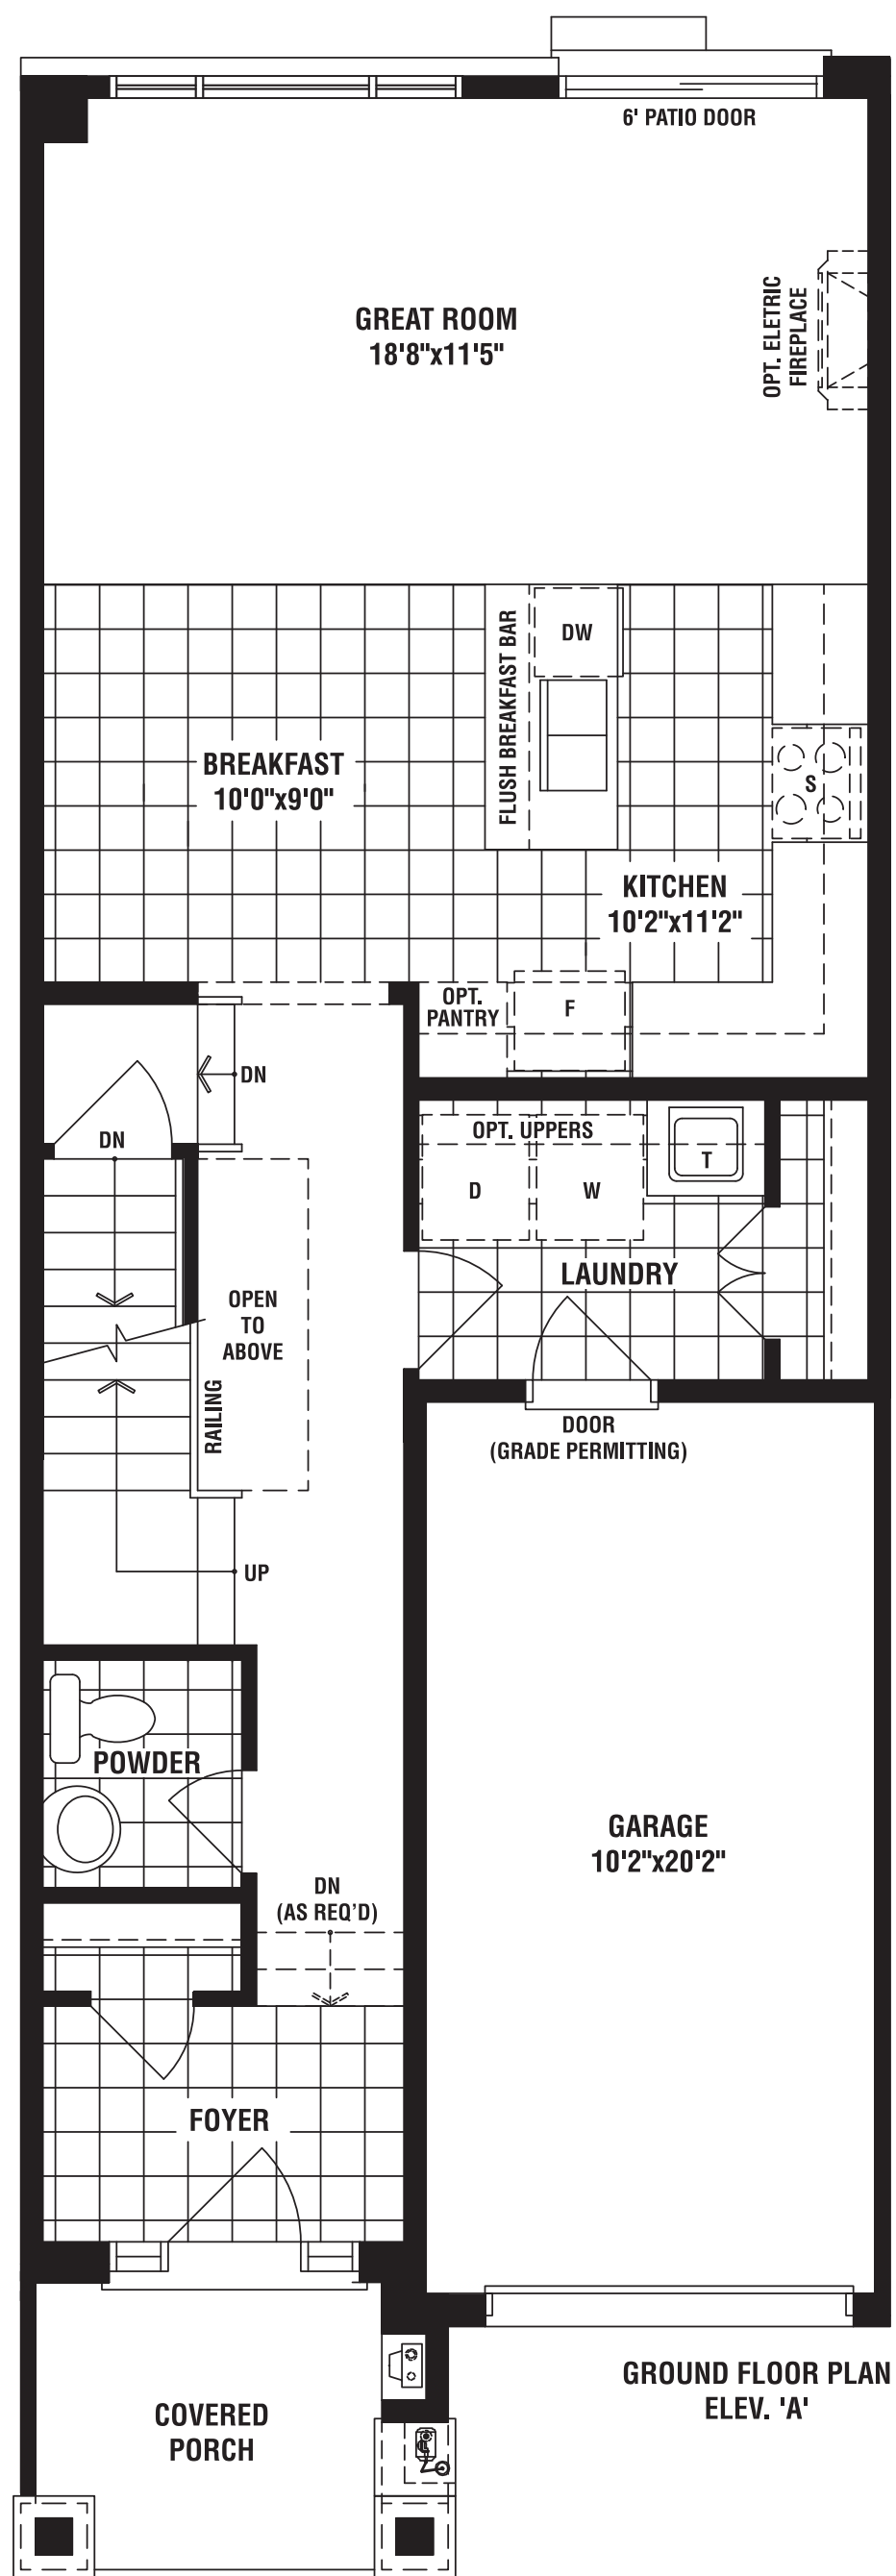 6' PATIO DOOR
GREAT ROOM
18'8"x11'5"
OPT. ELETRIC
FIREPLACE
DW
FLUSH BREAKFAST BAR
BREAKFAST
10'0"x9'0"
S
KITCHEN
10'2"x11'2"
OPT.
PANTRY
F
DN
DN
OPT. UPPERS
D
W
T
LAUNDRY
OPEN
TO
ABOVE
RAILING
DOOR
(GRADE PERMITTING)
UP
POWDER
GARAGE
10'2"x20'2"
DN
(AS REQ'D)
FOYER
GROUND FLOOR PLAN
ELEV. 'A'
COVERED
PORCH